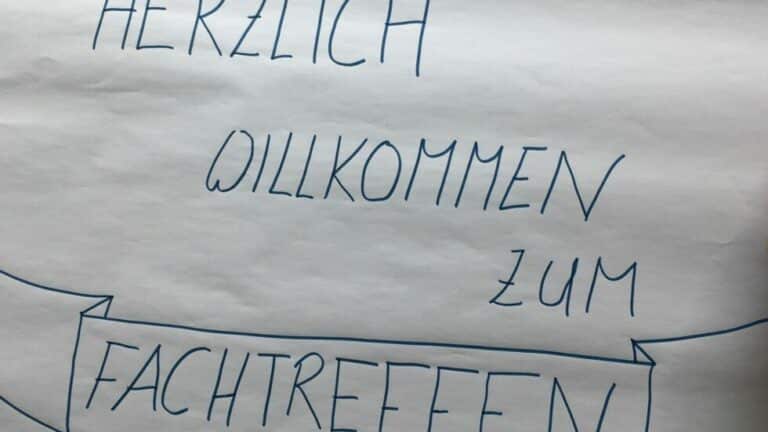 HERZLICH
WILLKOMMEN
ZUM
FACHTREFFEN